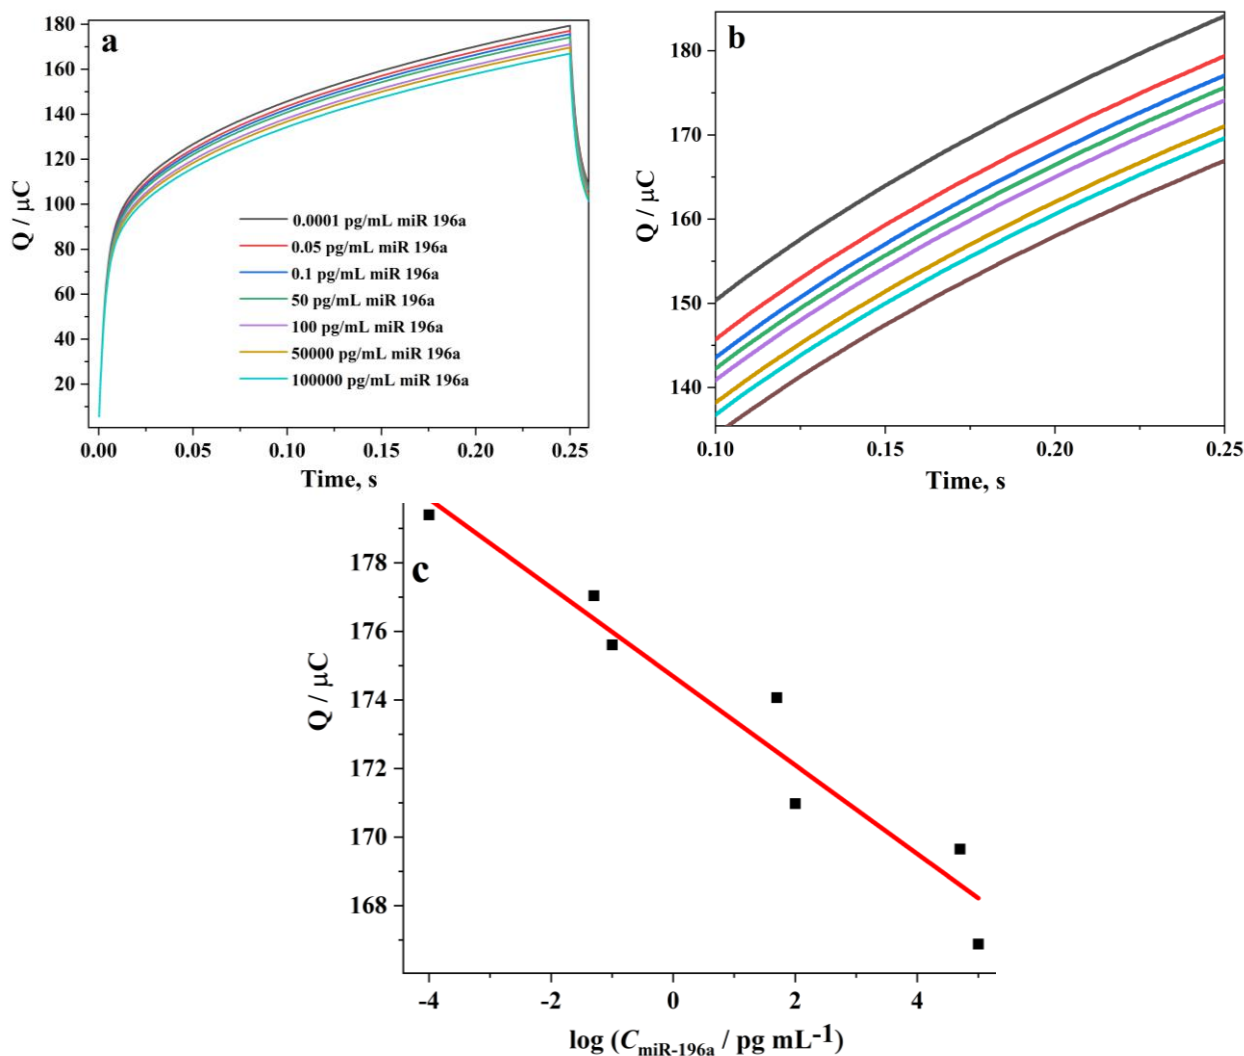 a
180
160
140
120
100
80
60
40
20
Q / μC
0.0001 pg/mL miR 196a
0.05 pg/mL miR 196a
0.1 pg/mL miR 196a
50 pg/mL miR 196a
100 pg/mL miR 196a
50000 pg/mL miR 196a
100000 pg/mL miR 196a
0.00 0.05 0.10 0.15 0.20 0.25
Time, s
b
180
170
160
150
140
Q / μC
0.10 0.15 0.20 0.25
Time, s
c
178
176
174
172
170
168
Q / μC
-4 -2 0 2 4
log (C miR-196a / pg mL-1)